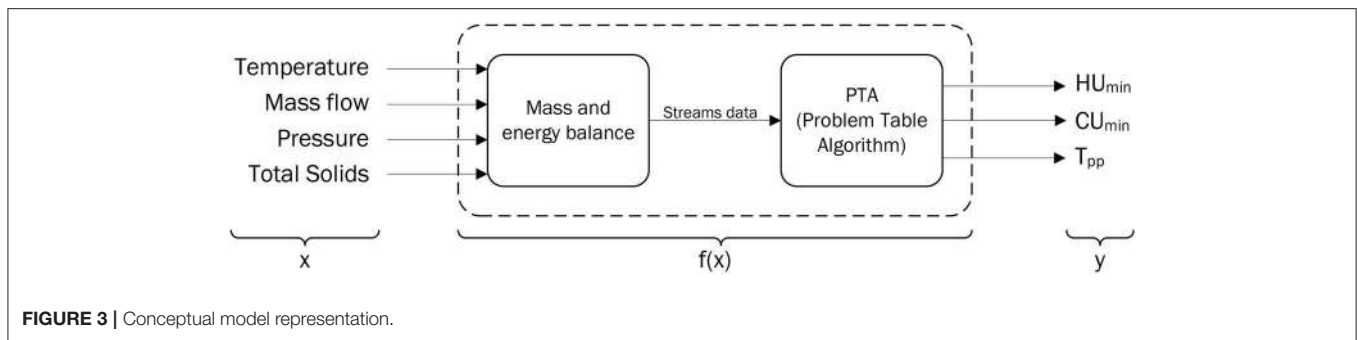 Temperature
Mass flow
Pressure
Total Solids
Mass and
energy balance
Streams data
PTA
(Problem Table
Algorithm)
HUmin
CUmin
Tpp
x
f(x)
y
FIGURE 3 | Conceptual model representation.